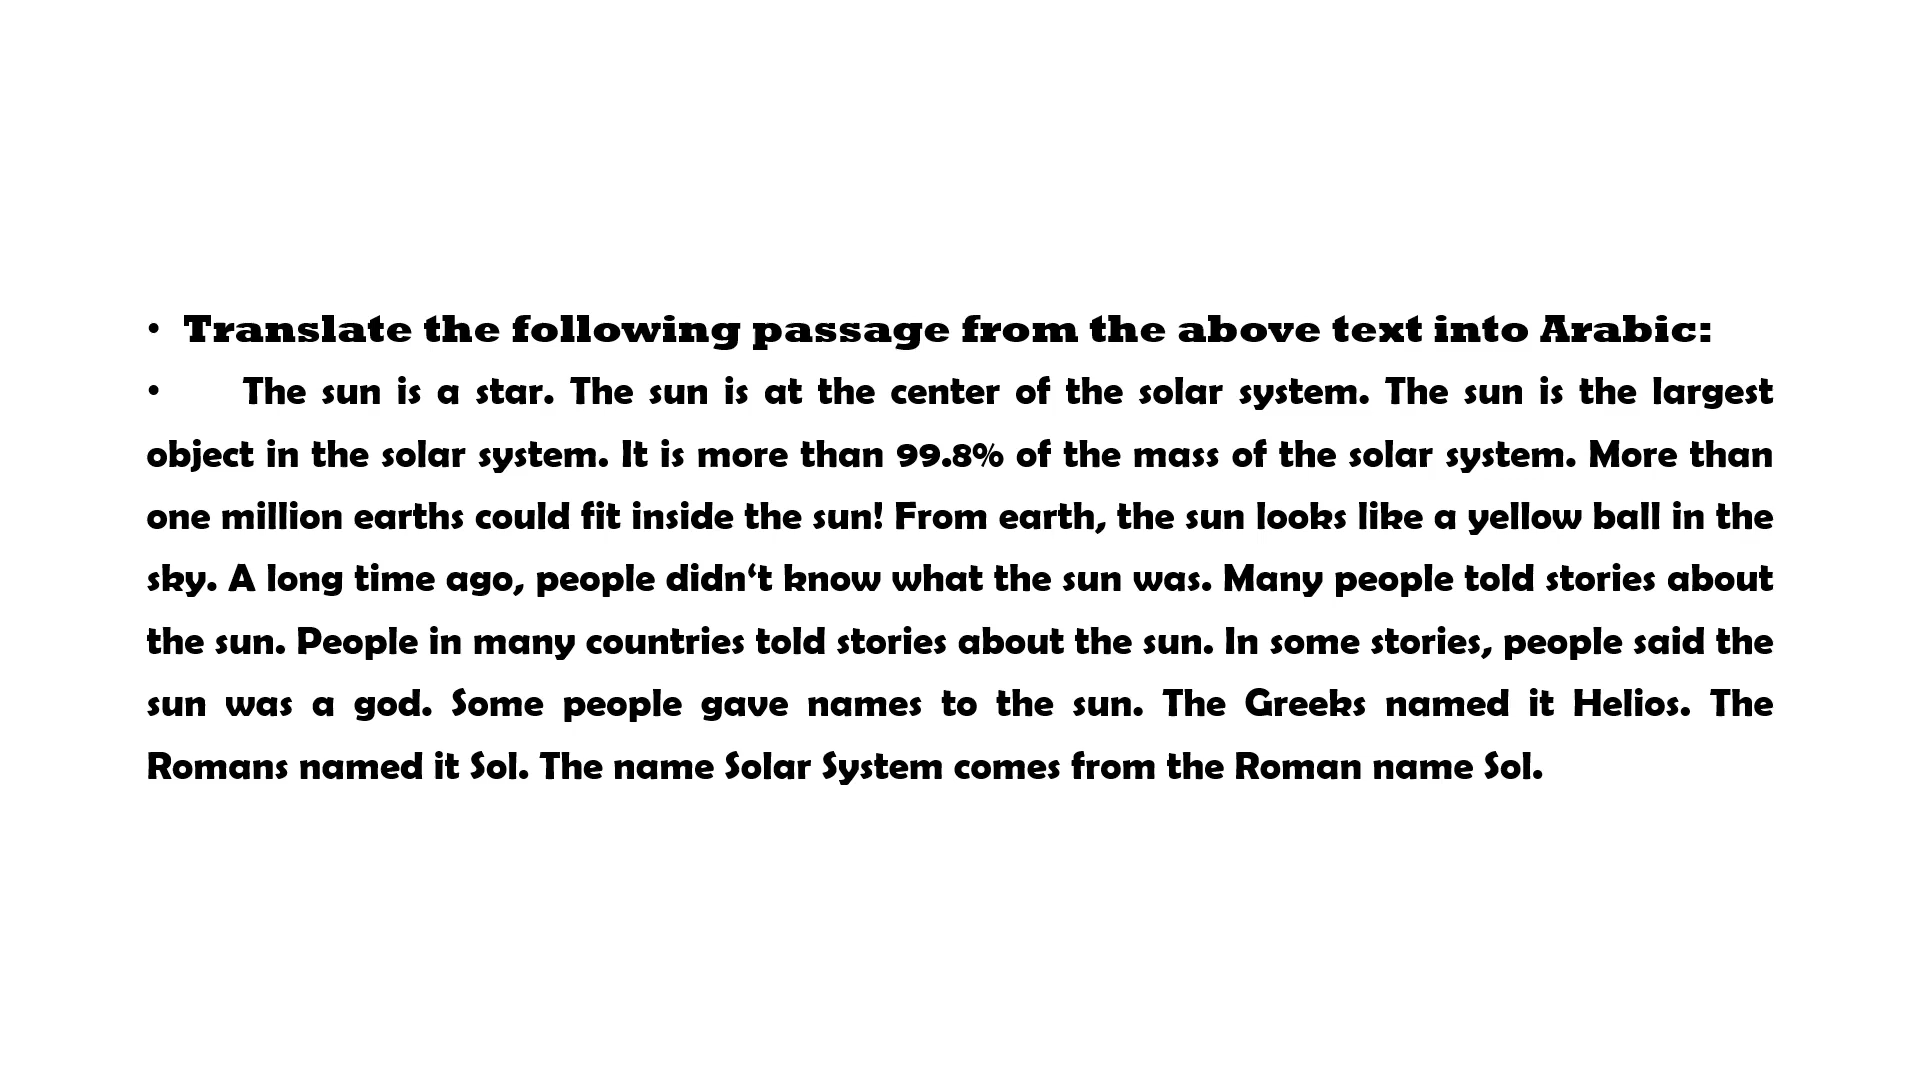 • Translate the following passage from the above text into Arabic:
• The sun is a star. The sun is at the center of the solar system. The sun is the largest
object in the solar system. It is more than 99.8% of the mass of the solar system. More than
one million earths could fit inside the sun! From earth, the sun looks like a yellow ball in the
sky. A long time ago, people didn‘t know what the sun was. Many people told stories about
the sun. People in many countries told stories about the sun. In some stories, people said the
sun was a god. Some people gave names to the sun. The Greeks named it Helios. The
Romans named it Sol. The name Solar System comes from the Roman name Sol.